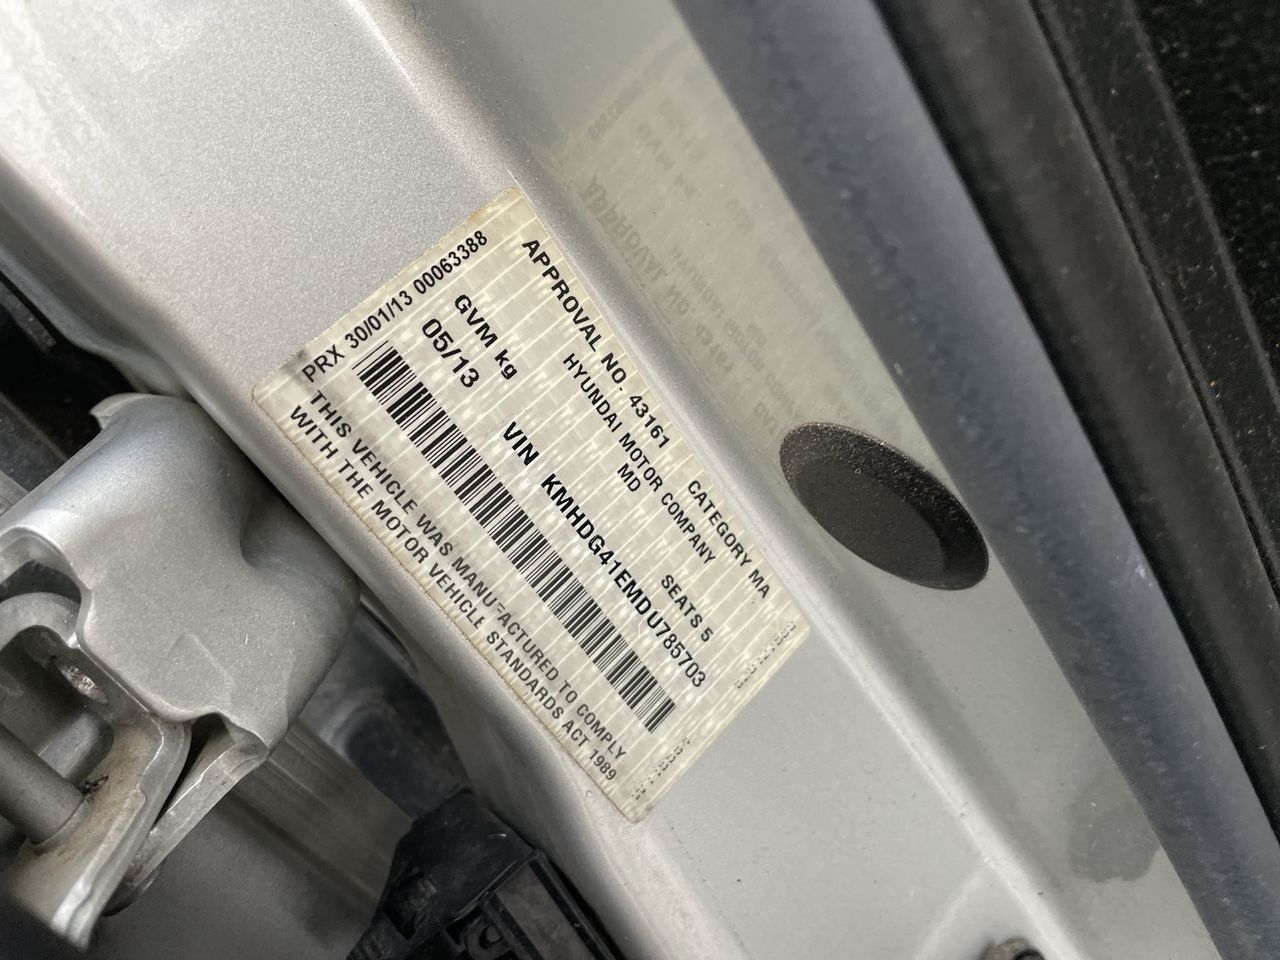 APPROVAL NO. 43161 CATEGORY MA
HYUNDAI MOTOR COMPANY
MD
GVM kg SEATS 5
05/13 VIN KMHDG41EMDU785703
THIS VEHICLE WAS MANUFACTURED TO COMPLY
WITH THE MOTOR VEHICLE STANDARDS ACT 1989
PRX 30/01/13 00063388